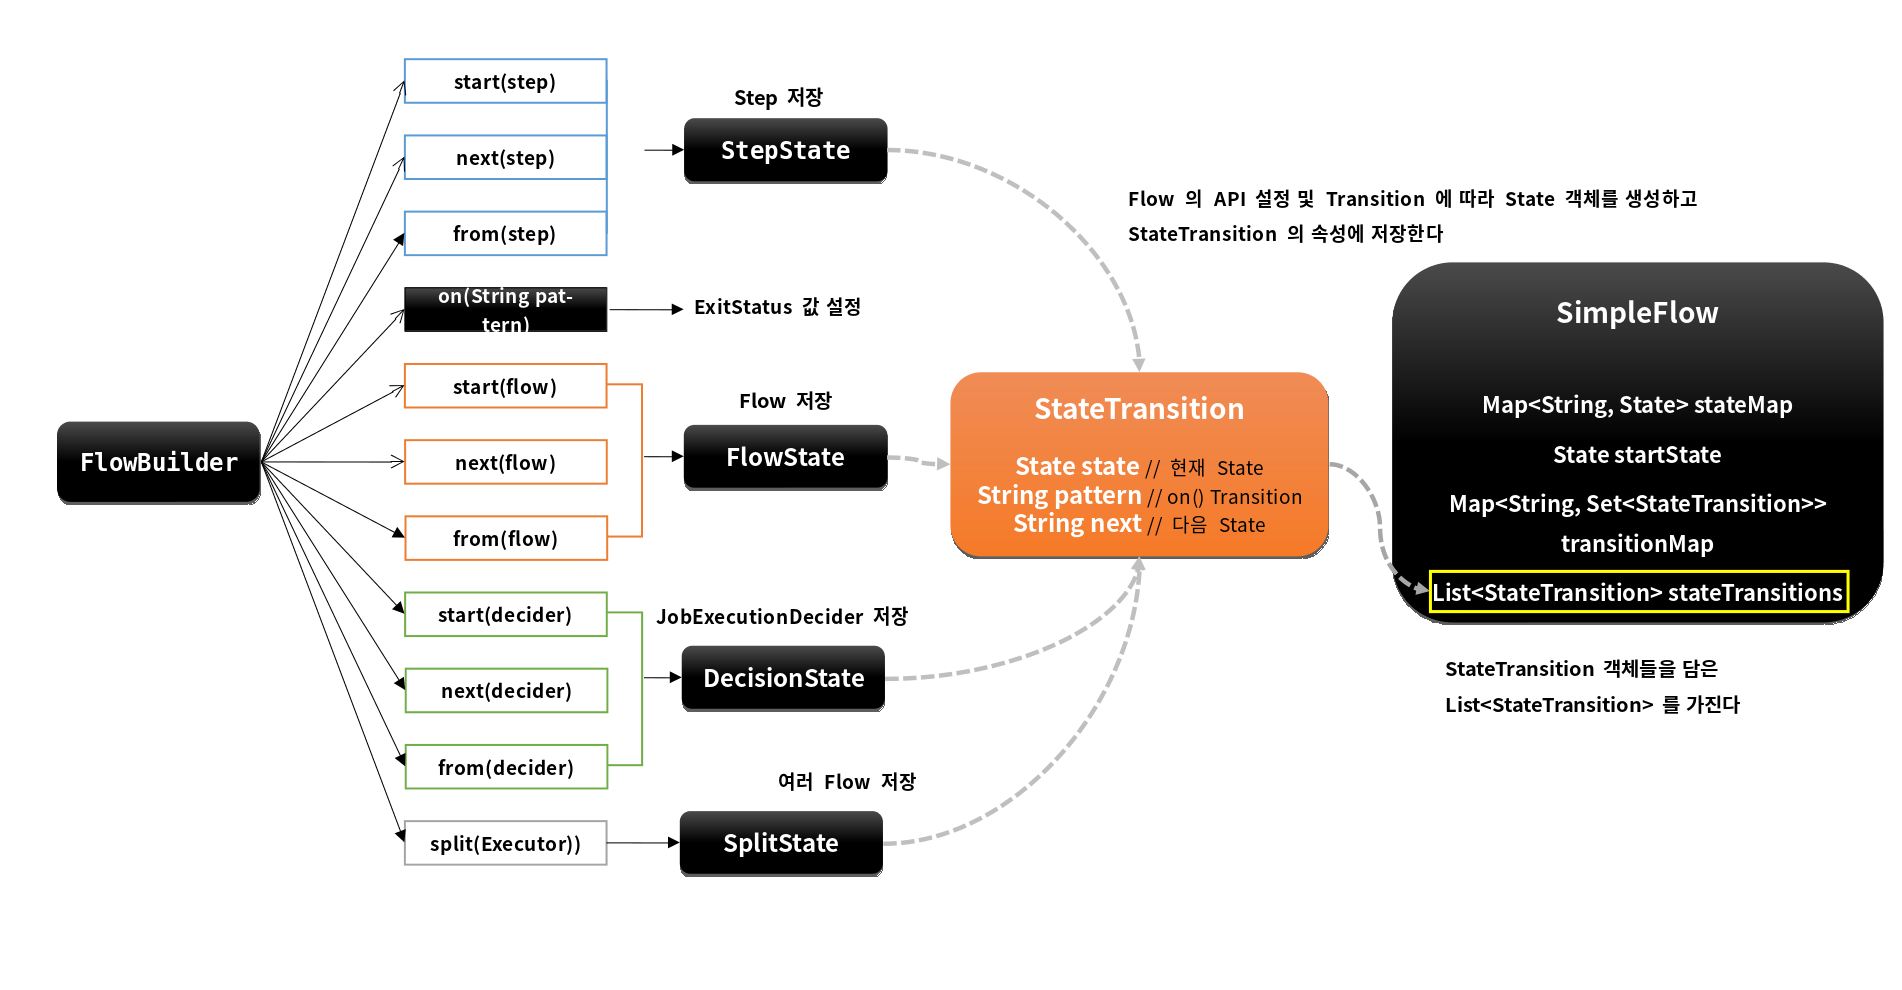 FlowBuilder
start(step)
next(step)
from(step)
on(String pat-
tern)
start(flow)
next(flow)
from(flow)
start(decider)
next(decider)
from(decider)
split(Executor))
Step 저장
StepState
ExitStatus 값 설정
Flow 저장
FlowState
JobExecutionDecider 저장
DecisionState
여러 Flow 저장
SplitState
Flow 의 API 설정 및 Transition 에 따라 State 객체를 생성하고
StateTransition 의 속성에 저장한다
StateTransition
State state // 현재 State
String pattern // on() Transition
String next // 다음 State
SimpleFlow
Map<String, State> stateMap
State startState
Map<String, Set<StateTransition>>
transitionMap
List<StateTransition> stateTransitions
StateTransition 객체들을 담은
List<StateTransition> 를 가진다